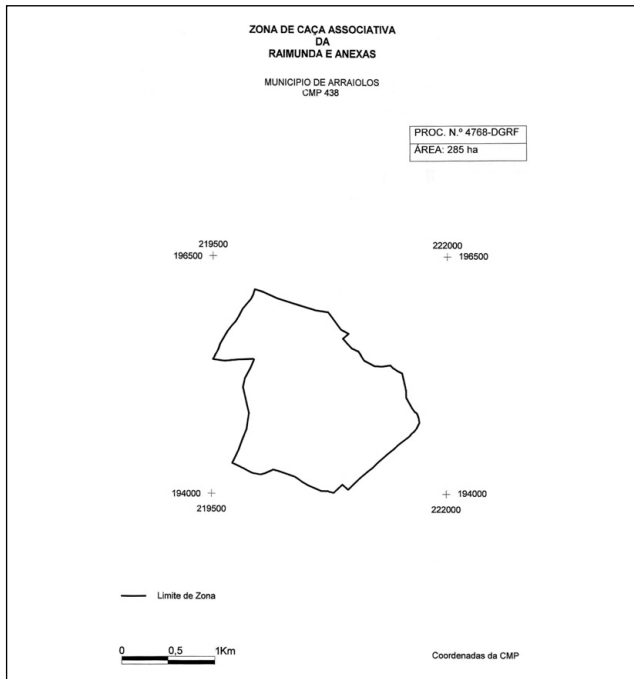 ZONA DE CAÇA ASSOCIATIVA
DA
RAIMUNDA E ANEXAS
MUNICIPIO DE ARRAIOLOS
CMP 438
PROC. N.º 4768-DGRF
ÁREA: 285 ha
219500
222000
196500
196500
194000
194000
219500
222000
Limite de Zona
0 0,5 1Km
Coordenadas da CMP